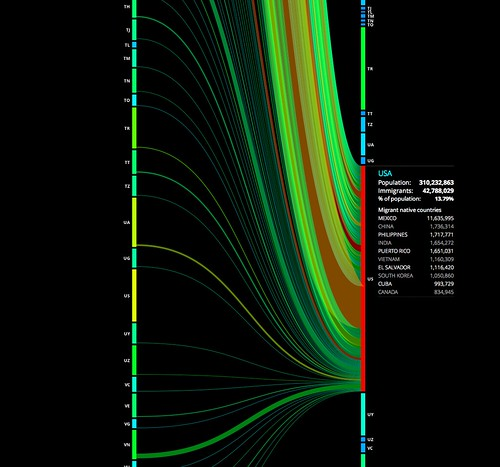 TH
TJ
TL
TM
TN
TO
TR
TT
TZ
UA
UG
US
UY
UZ
VC
VE
VG
VN
TJ
TL
TM
TN
TO
TR
TT
TZ
UA
UG
US
UY
UZ
VC
USA
Population: 310,232,863
Immigrants: 42,788,029
% of population: 13.79%
Migrant native countries
MEXICO 11,635,995
CHINA 1,736,314
PHILIPPINES 1,717,771
INDIA 1,654,272
PUERTO RICO 1,651,031
VIETNAM 1,160,309
EL SALVADOR 1,116,420
SOUTH KOREA 1,050,860
CUBA 993,729
CANADA 834,945